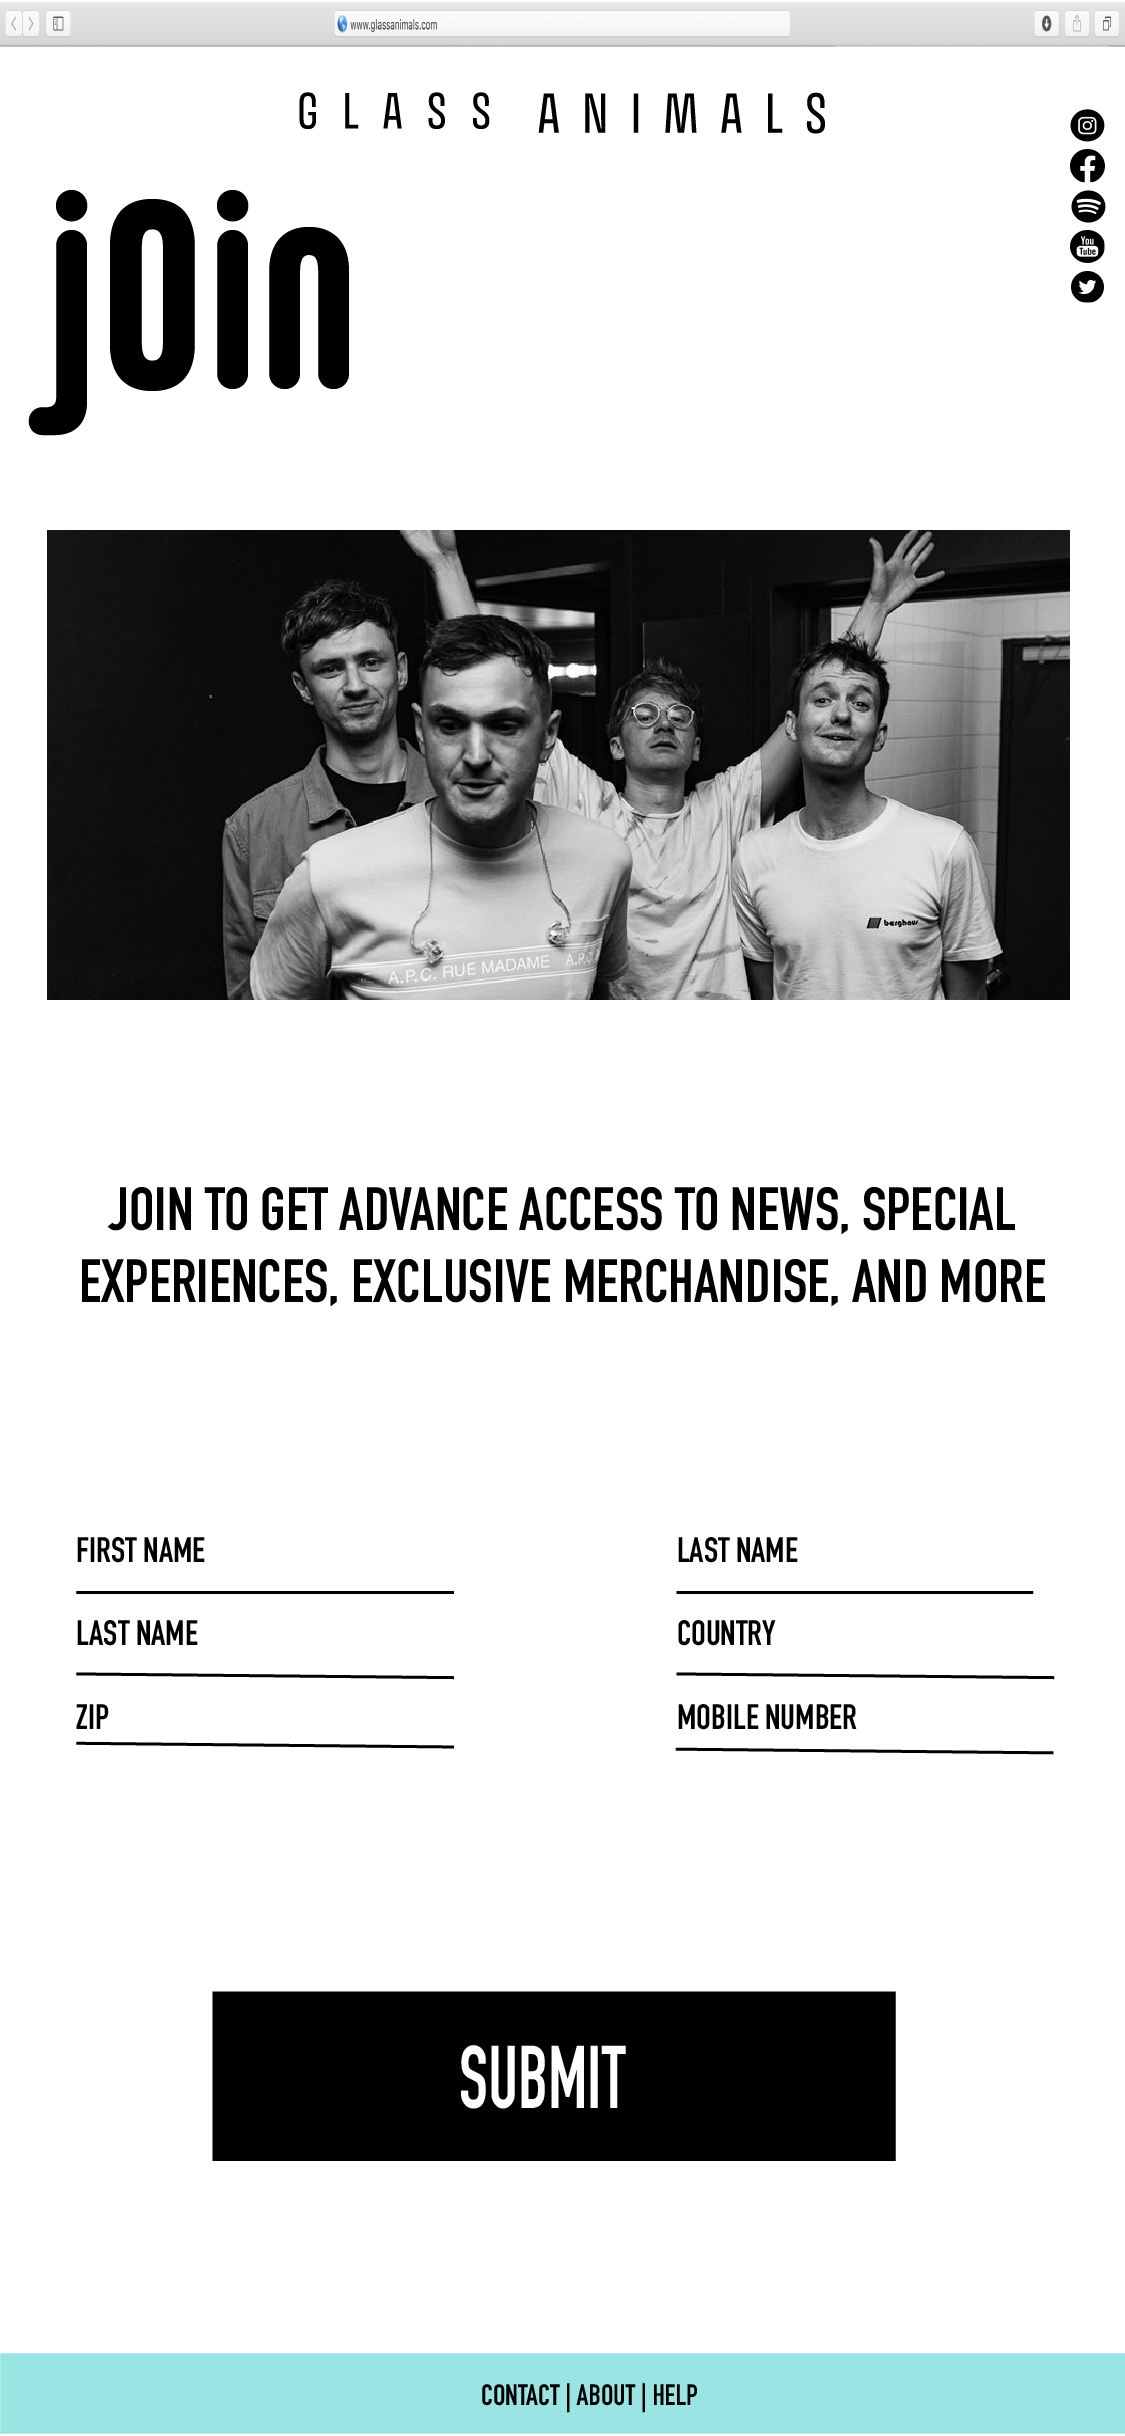 www.glassanimals.com
GLASS ANIMALS
You
Tube
join
A.P.C. RUE MADAME A.P.C
berghaus
JOIN TO GET ADVANCE ACCESS TO NEWS, SPECIAL
EXPERIENCES, EXCLUSIVE MERCHANDISE, AND MORE
FIRST NAME
LAST NAME
LAST NAME
COUNTRY
ZIP
MOBILE NUMBER
SUBMIT
CONTACT | ABOUT | HELP